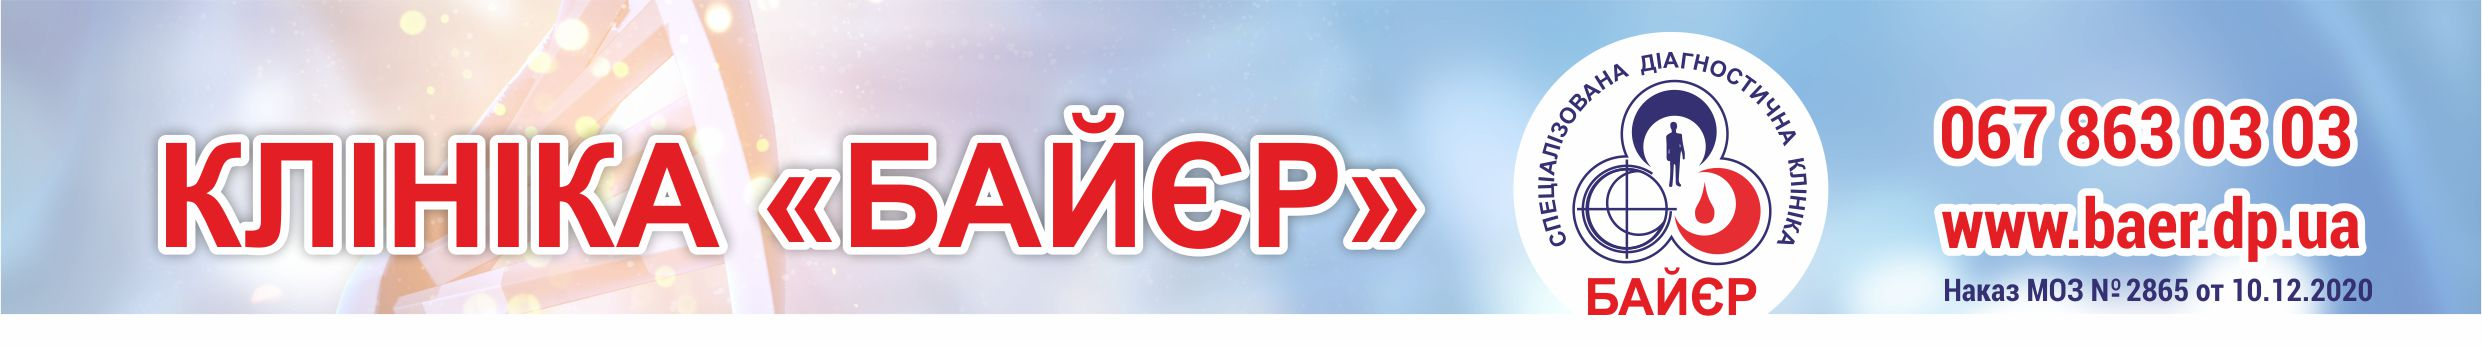 КЛІНІКА «БАЙЄР»
СПЕЦІАЛІЗОВАНА ДІАГНОСТИЧНА КЛІНІКА
БАЙЄР
067 863 03 03
www.baer.dp.ua
Наказ МОЗ № 2865 от 10.12.2020